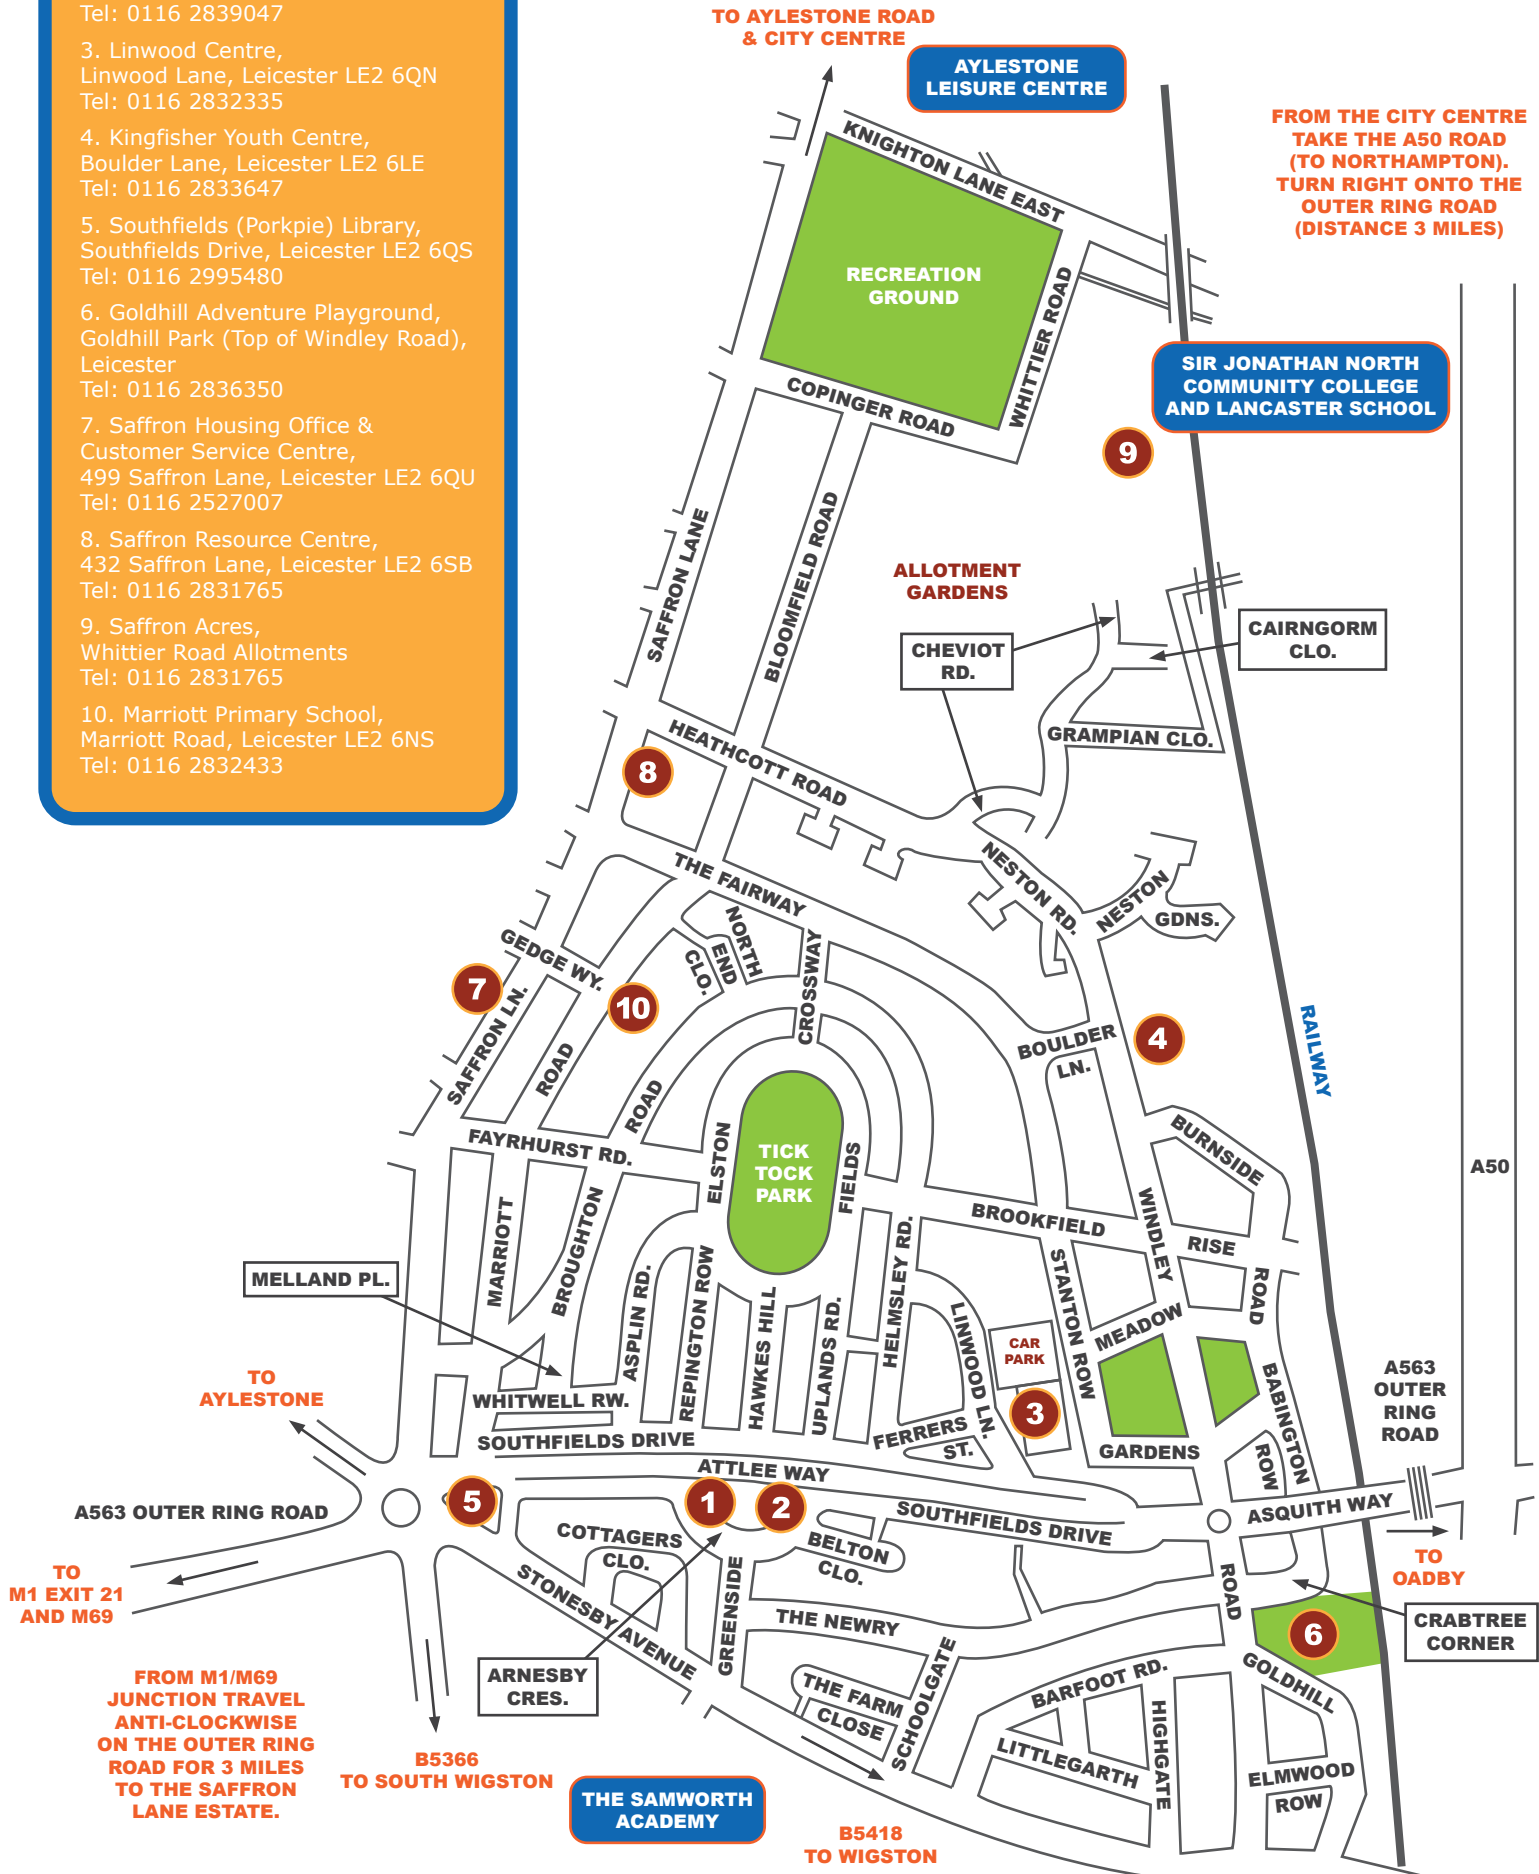 Tel: 0116 2839047
3. Linwood Centre,
Linwood Lane, Leicester LE2 6QN
Tel: 0116 2832335
4. Kingfisher Youth Centre,
Boulder Lane, Leicester LE2 6LE
Tel: 0116 2833647
5. Southfields (Porkpie) Library,
Southfields Drive, Leicester LE2 6QS
Tel: 0116 2995480
6. Goldhill Adventure Playground,
Goldhill Park (Top of Windley Road),
Leicester
Tel: 0116 2836350
7. Saffron Housing Office &
Customer Service Centre,
499 Saffron Lane, Leicester LE2 6QU
Tel: 0116 2527007
8. Saffron Resource Centre,
432 Saffron Lane, Leicester LE2 6SB
Tel: 0116 2831765
9. Saffron Acres,
Whittier Road Allotments
Tel: 0116 2831765
10. Marriott Primary School,
Marriott Road, Leicester LE2 6NS
Tel: 0116 2832433
TO AYLESTONE ROAD
& CITY CENTRE
AYLESTONE
LEISURE CENTRE
FROM THE CITY CENTRE
TAKE THE A50 ROAD
(TO NORTHAMPTON).
TURN RIGHT ONTO THE
OUTER RING ROAD
(DISTANCE 3 MILES)
KNIGHTON LANE EAST
RECREATION
GROUND
WHITTIER ROAD
COPINGER ROAD
SIR JONATHAN NORTH
COMMUNITY COLLEGE
AND LANCASTER SCHOOL
9
SAFFRON LANE
BLOOMFIELD ROAD
ALLOTMENT
GARDENS
CHEVIOT
RD.
CAIRNGORM
CLO.
GRAMPIAN CLO.
HEATHCOTT ROAD
8
THE FAIRWAY
NESTON RD.
NESTON
GDNS.
NORTH
END
CLO.
CROSSWAY
GEDGE WY.
7
10
SAFFRON LN.
ROAD
ROAD
BOULDER
LN.
4
RAILWAY
A50
FAYRHURST RD.
ELSTON
TICK
TOCK
PARK
FIELDS
BURNSIDE
BROOKFIELD
RISE
WINDLEY
ROAD
MARRIOTT
BROUGHTON
MELLAND PL.
ASPLIN RD.
REPINGTON ROW
HAWKES HILL
UPLANDS RD.
HELMSLEY RD.
LINWOOD LN.
CAR
PARK
STANTON ROW
MEADOW
GARDENS
3
BABINGTON
ROW
A563
OUTER
RING
ROAD
TO
AYLESTONE
WHITWELL RW.
SOUTHFIELDS DRIVE
FERRERS
ST.
ATTLEE WAY
A563 OUTER RING ROAD
5
1
2
SOUTHFIELDS DRIVE
ASQUITH WAY
TO
OADBY
COTTAGERS
CLO.
BELTON
CLO.
TO
M1 EXIT 21
AND M69
STONESBY AVENUE
GREENSIDE
THE NEWRY
ROAD
6
CRABTREE
CORNER
ARNESBY
CRES.
THE FARM
CLOSE
SCHOOLGATE
BARFOOT RD.
GOLDHILL
LITTLEGARTH
HIGHGATE
ELMWOOD
ROW
FROM M1/M69
JUNCTION TRAVEL
ANTI-CLOCKWISE
ON THE OUTER RING
ROAD FOR 3 MILES
TO THE SAFFRON
LANE ESTATE.
B5366
TO SOUTH WIGSTON
THE SAMWORTH
ACADEMY
B5418
TO WIGSTON